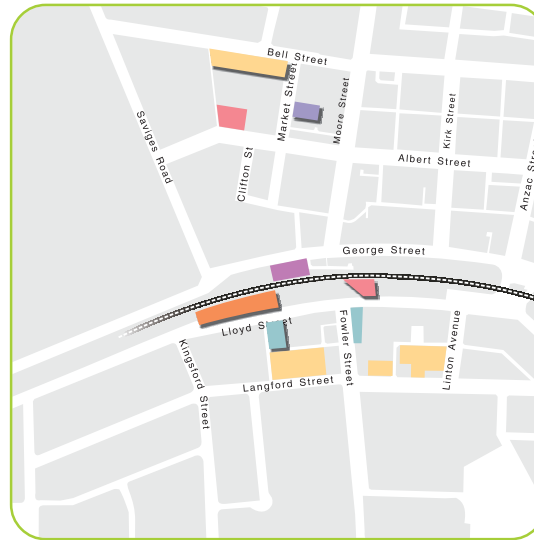 Bell Street
Market Street
Moore Street
Kirk Street
Saviges Road
Clifton St
Albert Street
George Street
Lloyd Street
Fowler Street
Linton Avenue
Kingsford Street
Langford Street
Anzac